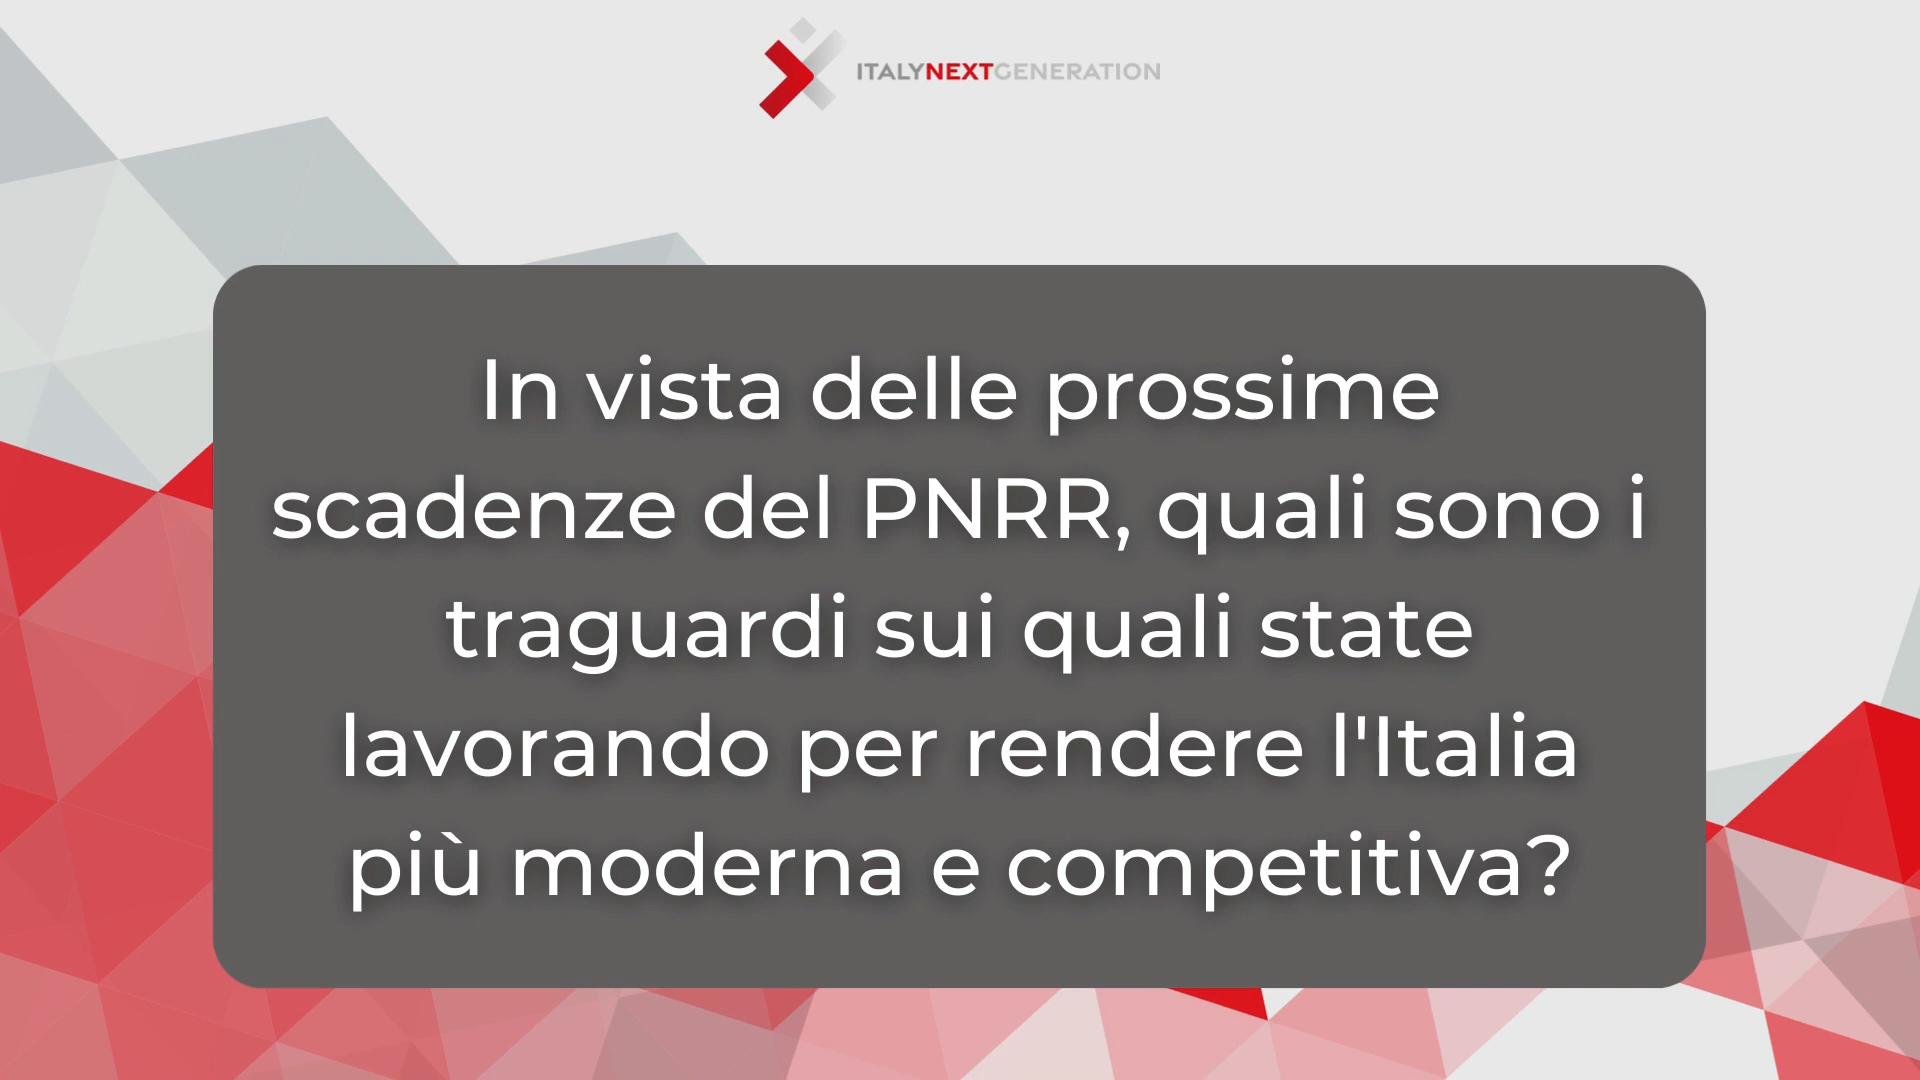 ITALYNEXTGENERATION
In vista delle prossime
scadenze del PNRR, quali sono i
traguardi sui quali state
lavorando per rendere l'Italia
più moderna e competitiva?